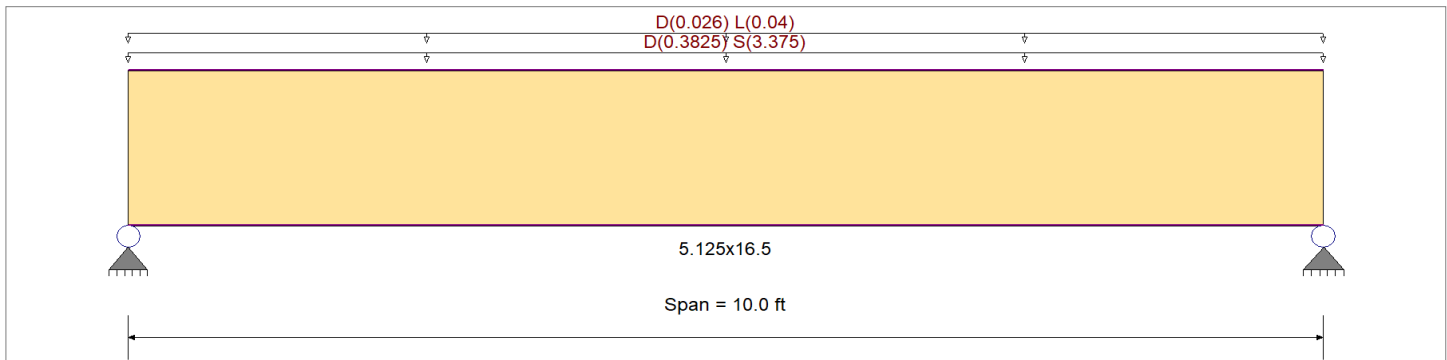 D(0.026) L(0.04)
D(0.3825) S(3.375)
5.125x16.5
Span = 10.0 ft